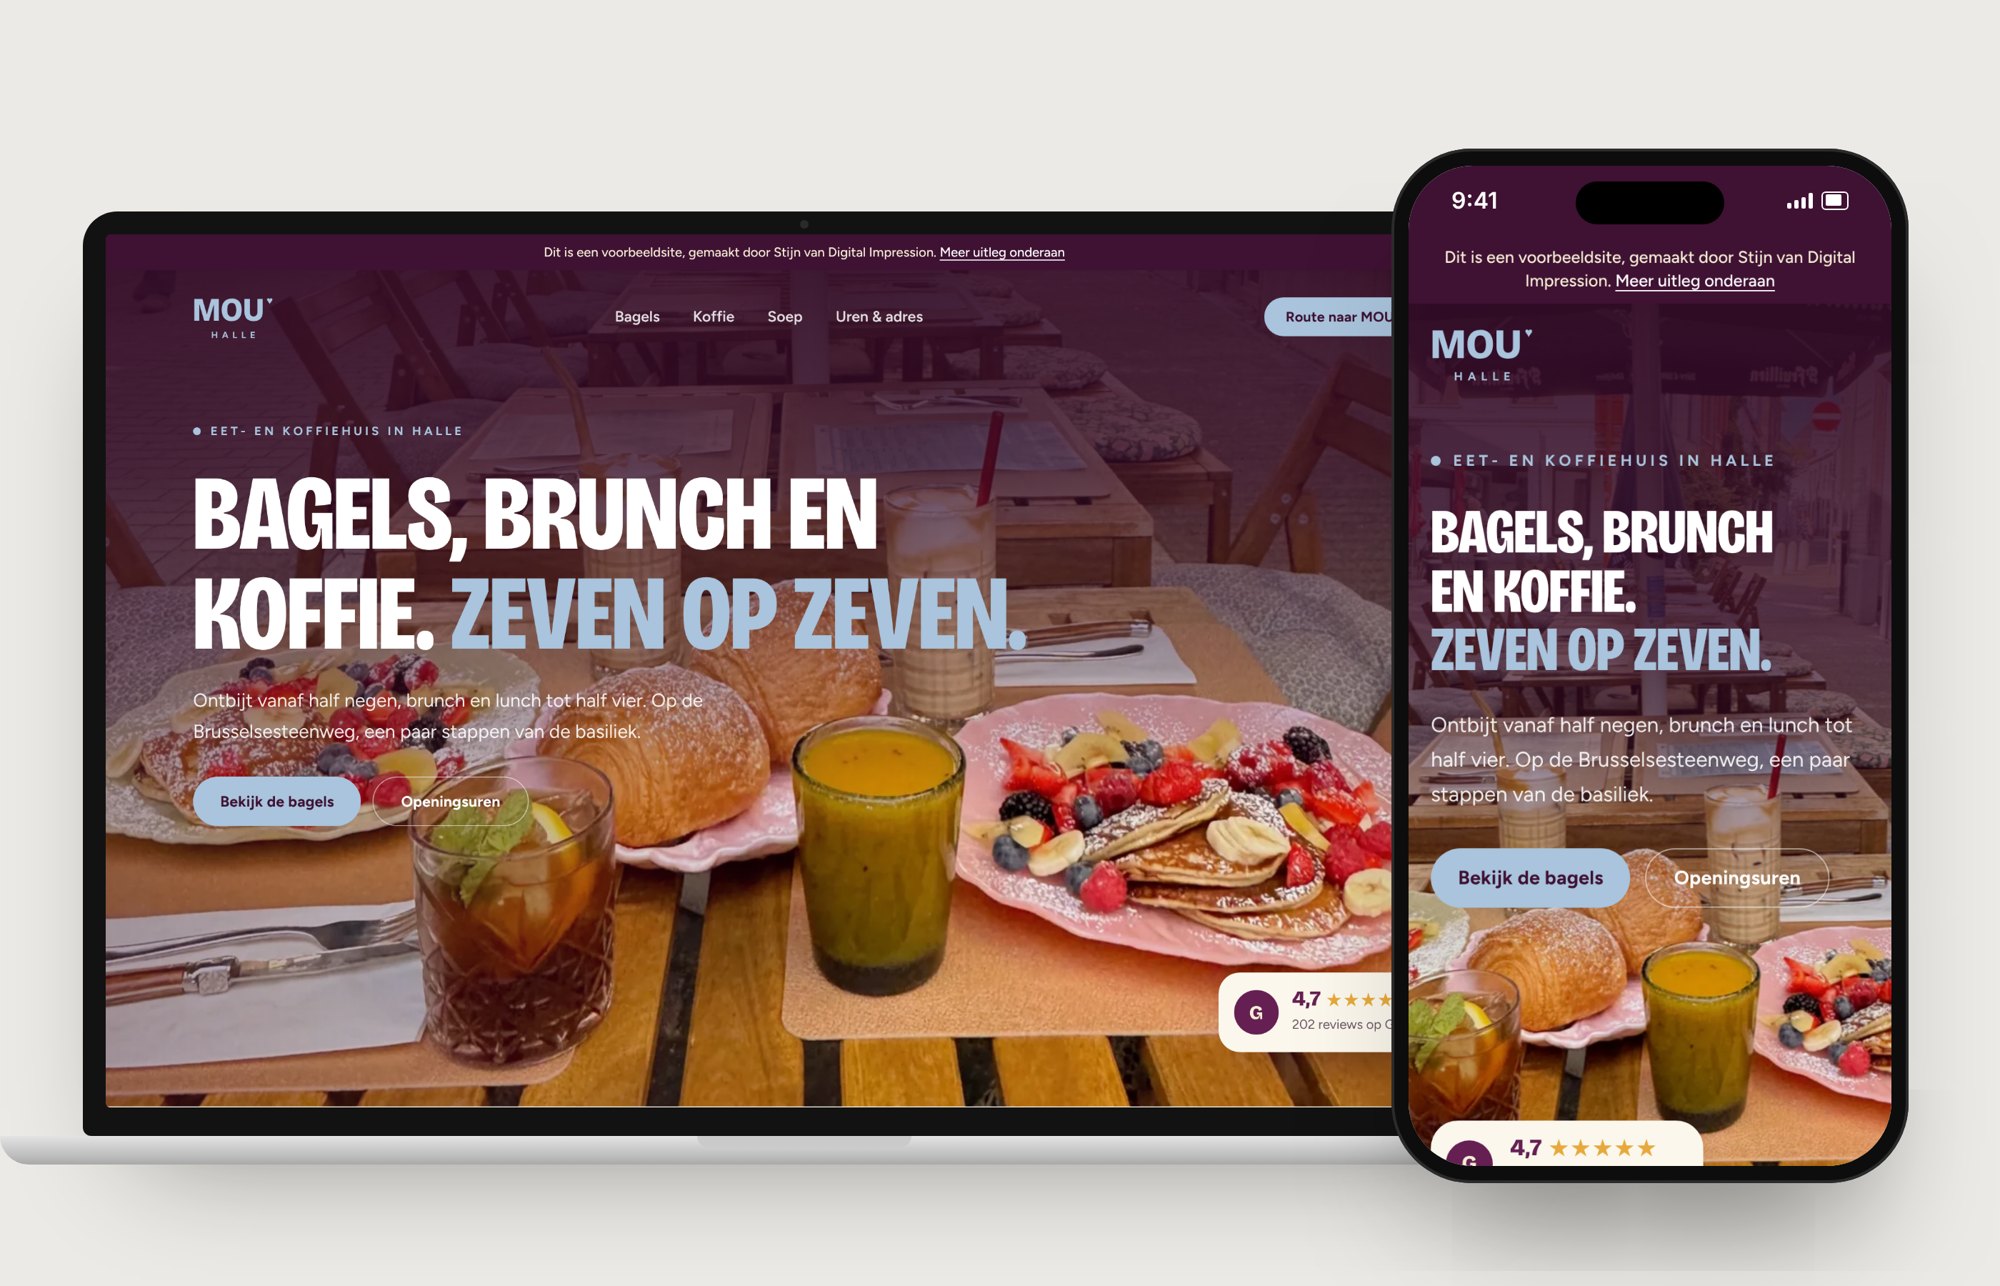 Dit is een voorbeeldsite, gemaakt door Stijn van Digital Impression. Meer uitleg onderaan
MOU
HALLE
Bagels Koffie Soep Uren & adres
Route naar MOU
EET- EN KOFFIEHUIS IN HALLE
BAGELS, BRUNCH EN
KOFFIE. ZEVEN OP ZEVEN.
Ontbijt vanaf half negen, brunch en lunch tot half vier. Op de
Brusselsesteenweg, een paar stappen van de basiliek.
Bekijk de bagels Openingsuren
G
4,7
202 reviews op
9:41
Dit is een voorbeeldsite, gemaakt door Stijn van Digital
Impression. Meer uitleg onderaan
MOU
HALLE
EET- EN KOFFIEHUIS IN HALLE
BAGELS, BRUNCH
EN KOFFIE.
ZEVEN OP ZEVEN.
Ontbijt vanaf half negen, brunch en lunch tot
half vier. Op de Brusselsesteenweg, een paar
stappen van de basiliek.
Bekijk de bagels Openingsuren
G
4,7